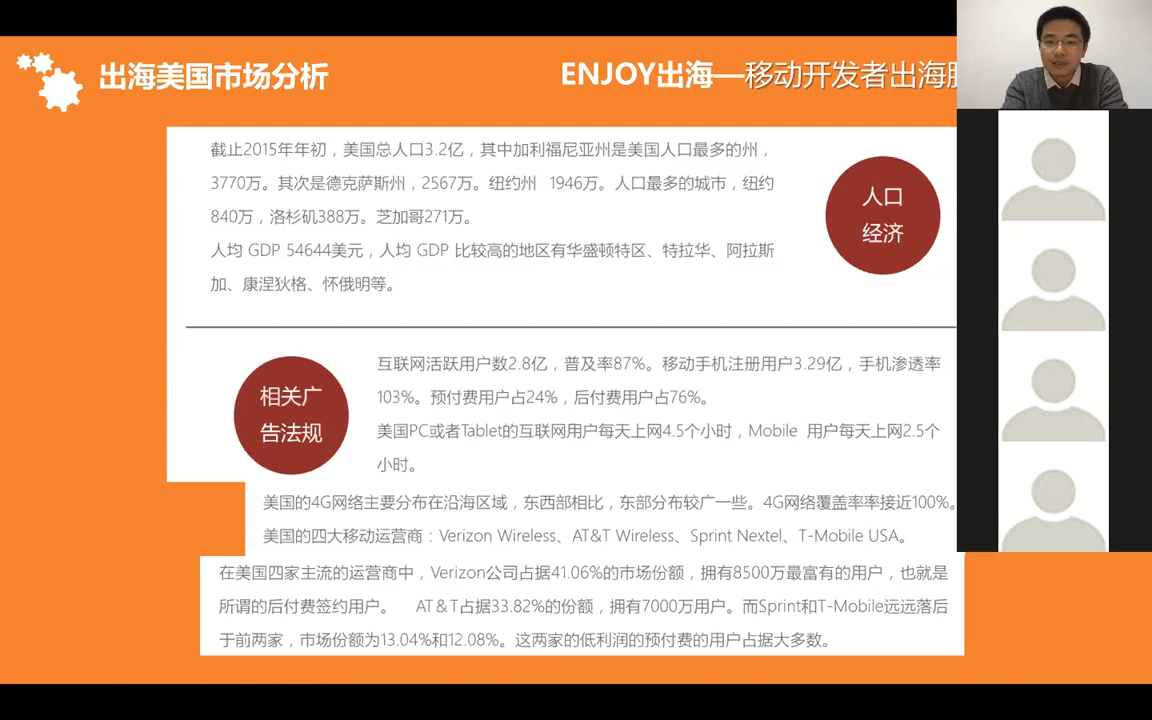 出海美国市场分析
ENJOY出海—移动开发者出海
截止2015年年初，美国总人口3.2亿，其中加利福尼亚州是美国人口最多的州，
3770万。其次是德克萨斯州，2567万。纽约州 1946万。人口最多的城市，纽约
840万，洛杉矶388万。芝加哥271万。
人均 GDP 54644美元，人均 GDP 比较高的地区有华盛顿特区、特拉华、阿拉斯
加、康涅狄格、怀俄明等。
人口
经济
相关广
告法规
互联网活跃用户数2.8亿，普及率87%。移动手机注册用户3.29亿，手机渗透率
103%。预付费用户占24%，后付费用户占76%。
美国PC或者Tablet的互联网用户每天上网4.5个小时，Mobile 用户每天上网2.5个
小时。
美国的4G网络主要分布在沿海区域，东西部相比，东部分布较广一些。4G网络覆盖率率接近100%。
美国的四大移动运营商：Verizon Wireless、AT&T Wireless、Sprint Nextel、T-Mobile USA。
在美国四家主流的运营商中，Verizon公司占据41.06%的市场份额，拥有8500万最富有的用户，也就是
所谓的后付费签约用户。 AT＆T占据33.82%的份额，拥有7000万用户。而Sprint和T-Mobile远远落后
于前两家，市场份额为13.04%和12.08%。这两家的低利润的预付费的用户占据大多数。